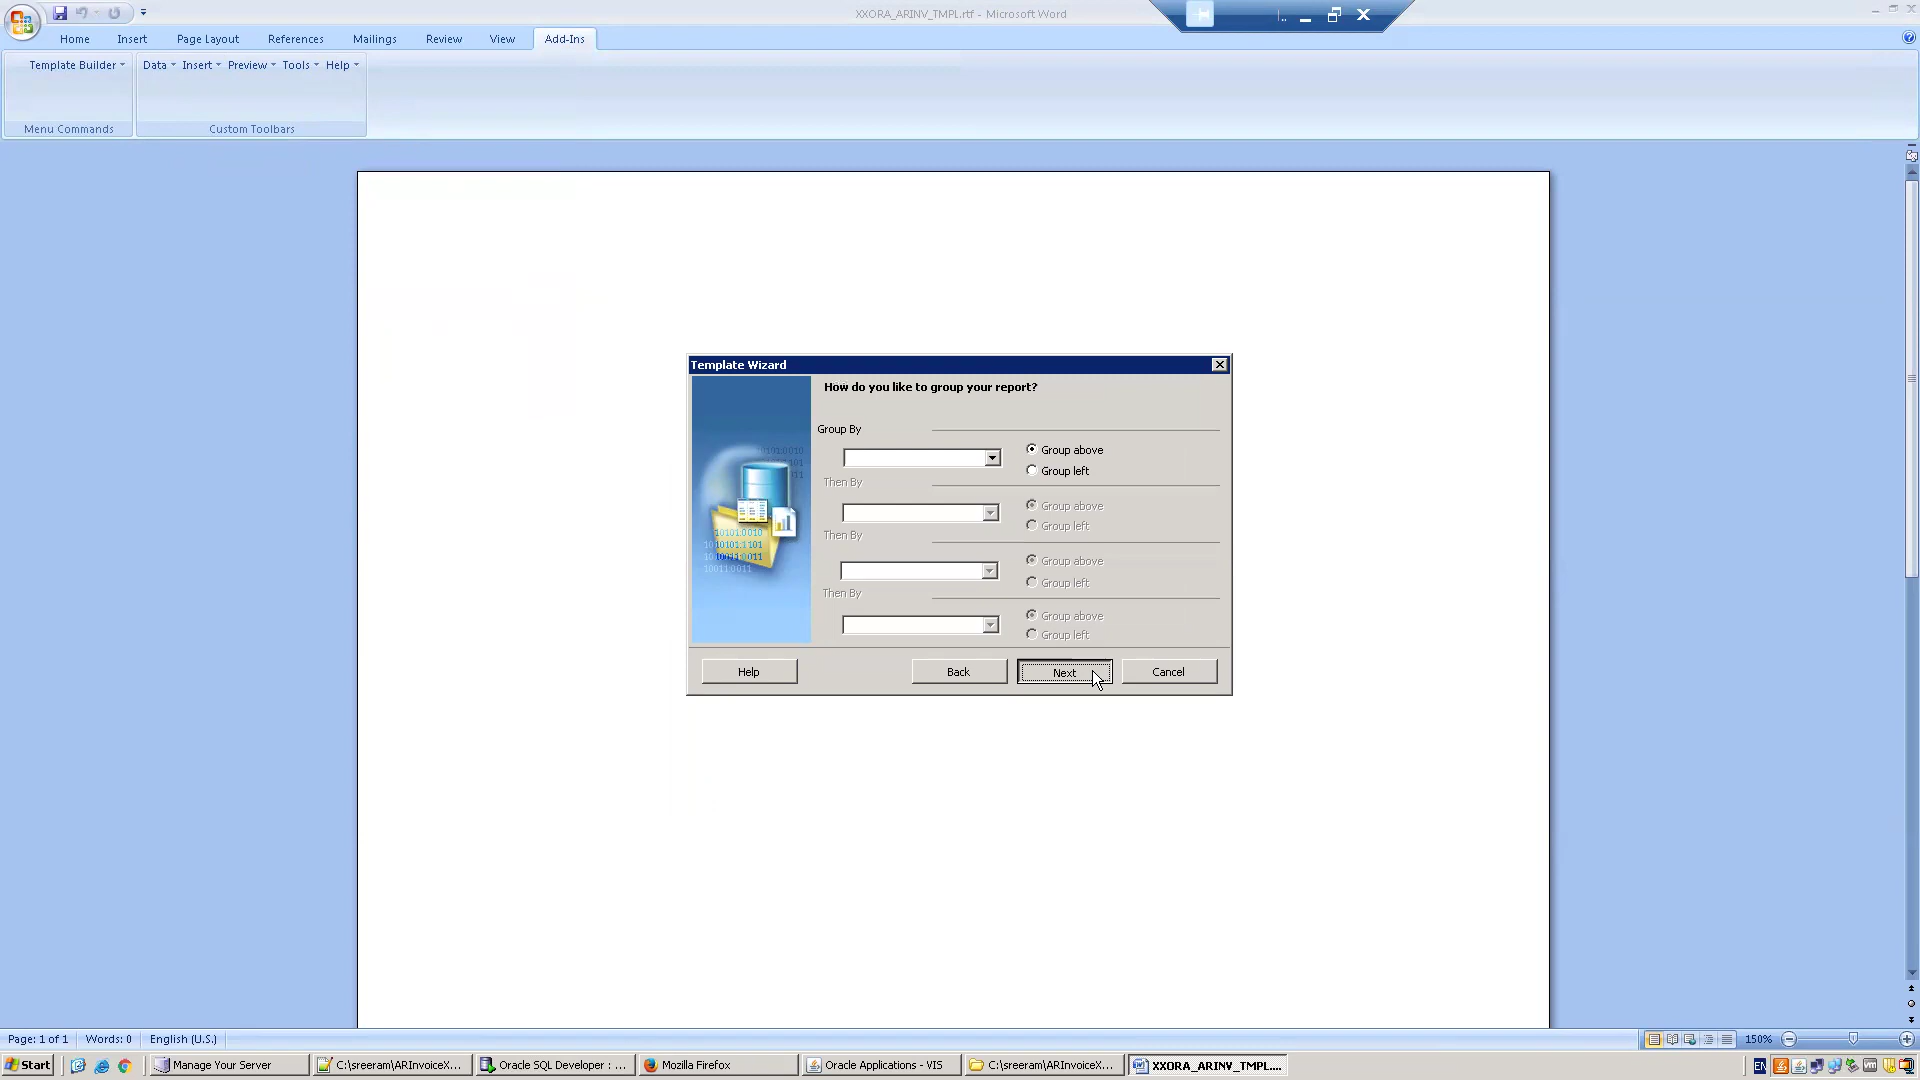 XXORA_ARINV_TMPL.rtf - Microsoft Word
Home Insert Page Layout References Mailings Review View Add-Ins
Template Builder Data Insert Preview Tools Help
Menu Commands Custom Toolbars
Template Wizard
How do you like to group your report?
Group By
Group above
Group left
Then By
Group above
Group left
Then By
Group above
Group left
Then By
Group above
Group left
Help Back Next Cancel
Page: 1 of 1 Words: 0 English (U.S.) 150%
Start Manage Your Server C:\sreeram\ARInvoiceX... Oracle SQL Developer : ... Mozilla Firefox Oracle Applications - VIS C:\sreeram\ARInvoiceX... XXORA_ARINV_TMPL.... EN